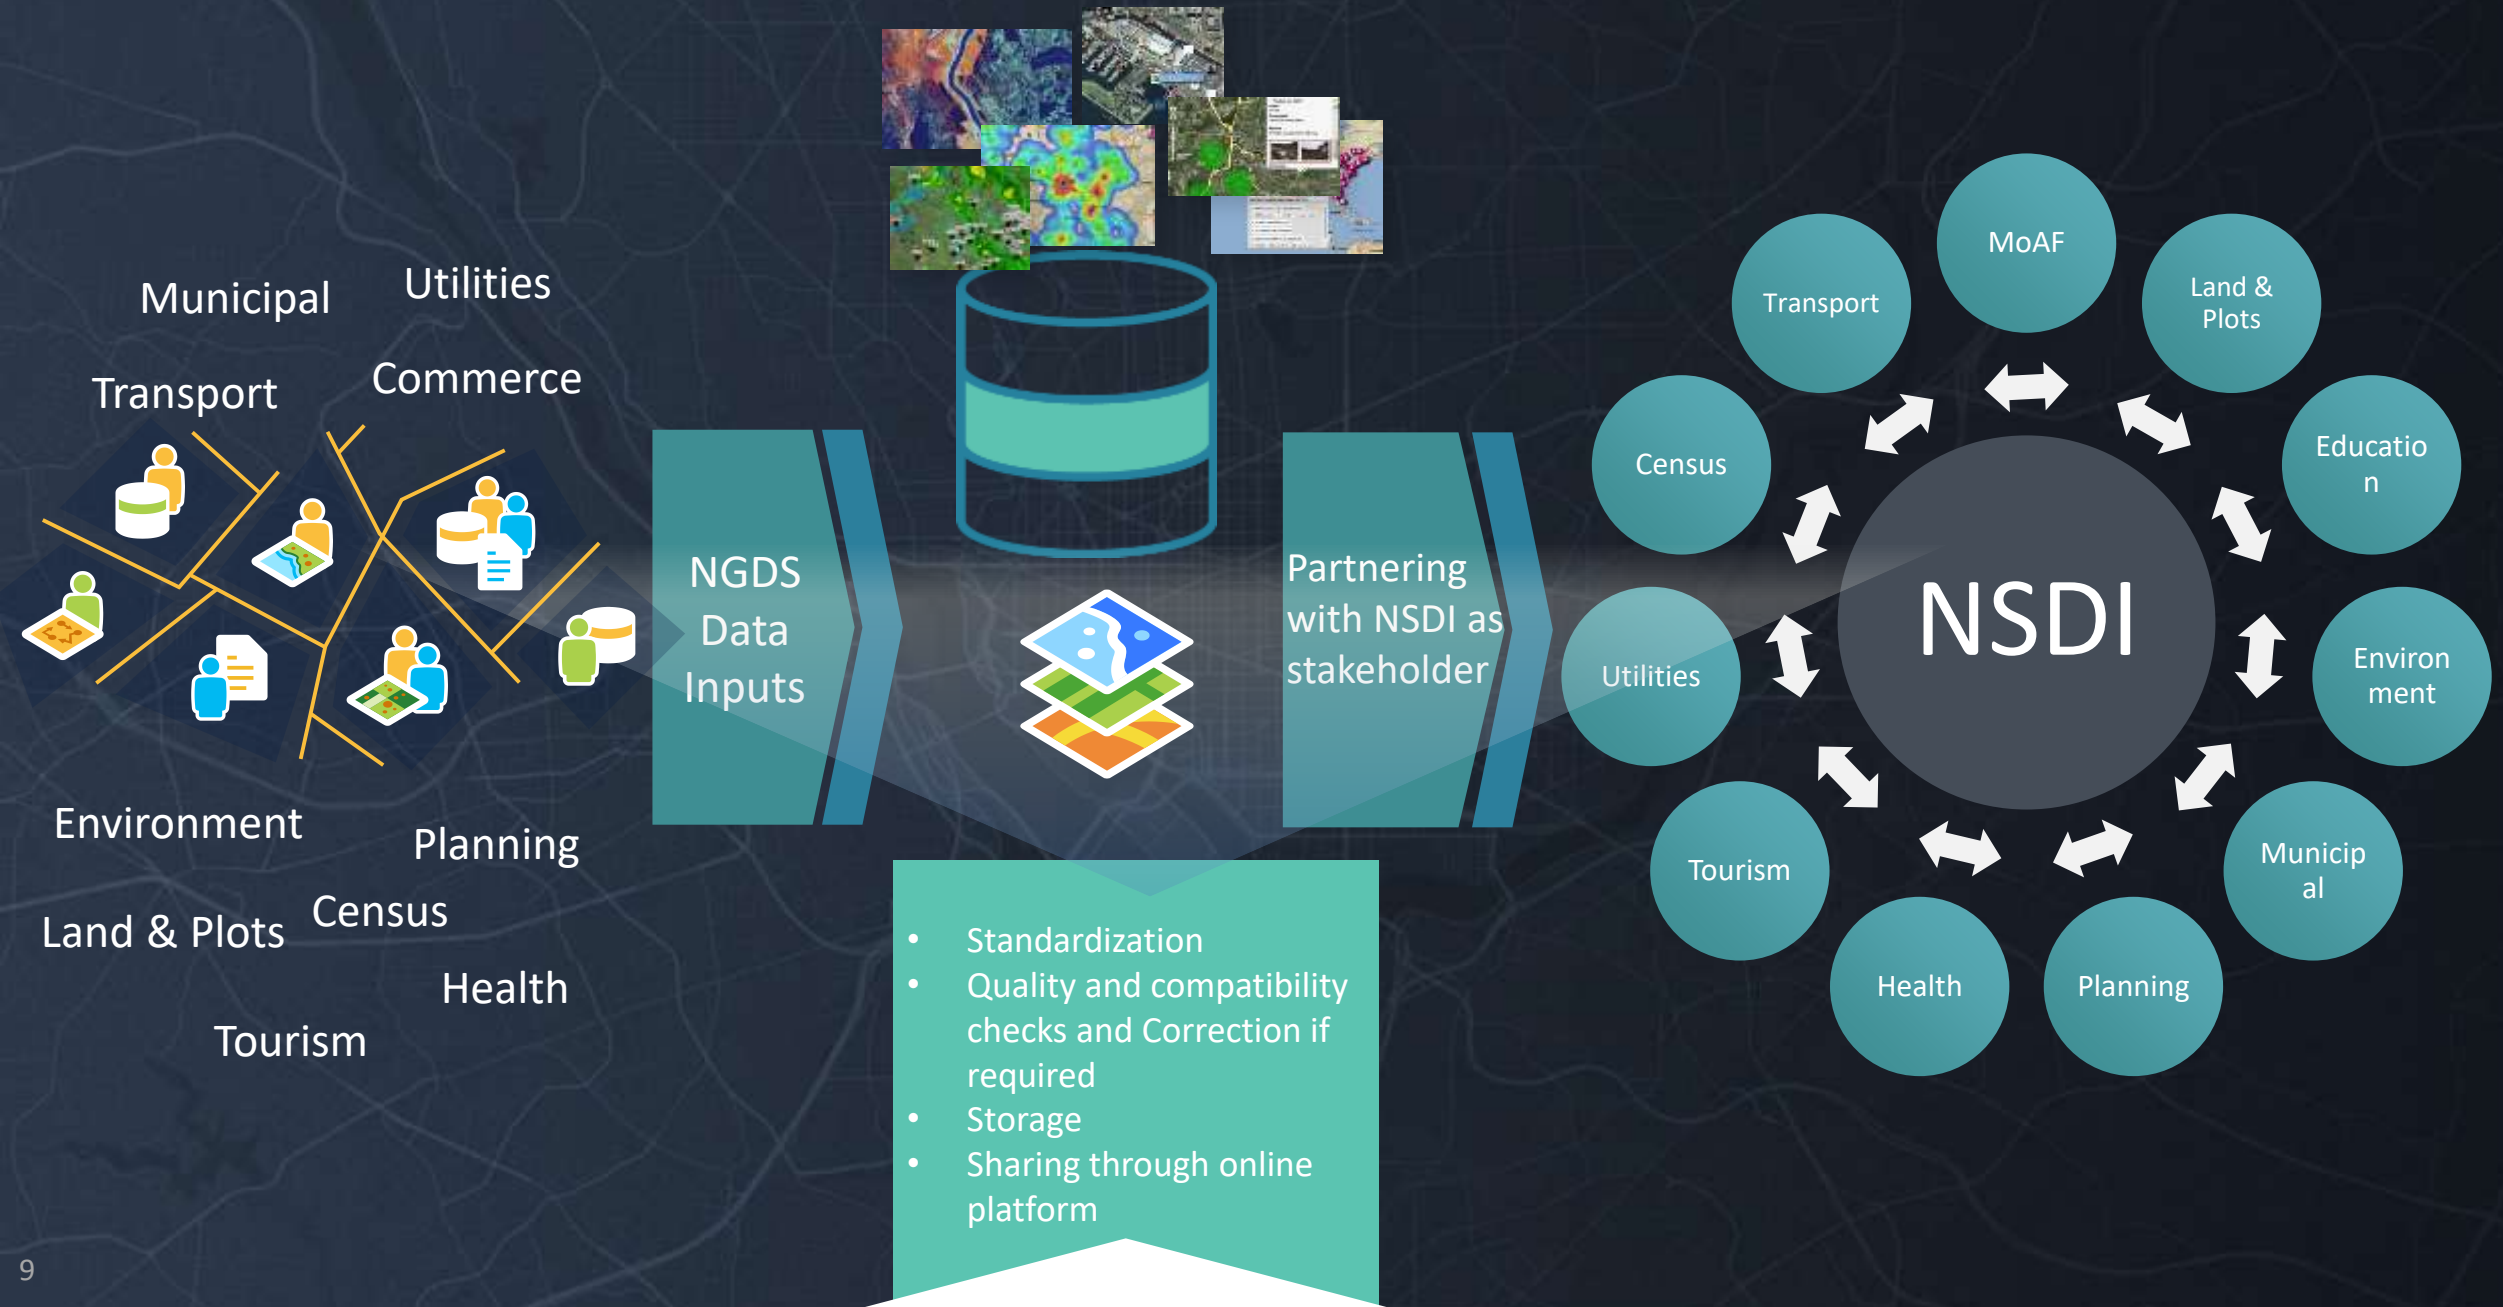 Municipal
Utilities
Transport
Commerce
Environment
Planning
Census
Land & Plots
Health
Tourism
NGDS
Data
Inputs
Partnering
with NSDI as
stakeholder
• Standardization
• Quality and compatibility
checks and Correction if
required
• Storage
• Sharing through online
platform
NSDI
MoAF
Land &
Plots
Educatio
n
Environ
ment
Municip
al
Planning
Health
Tourism
Utilities
Census
Transport
9